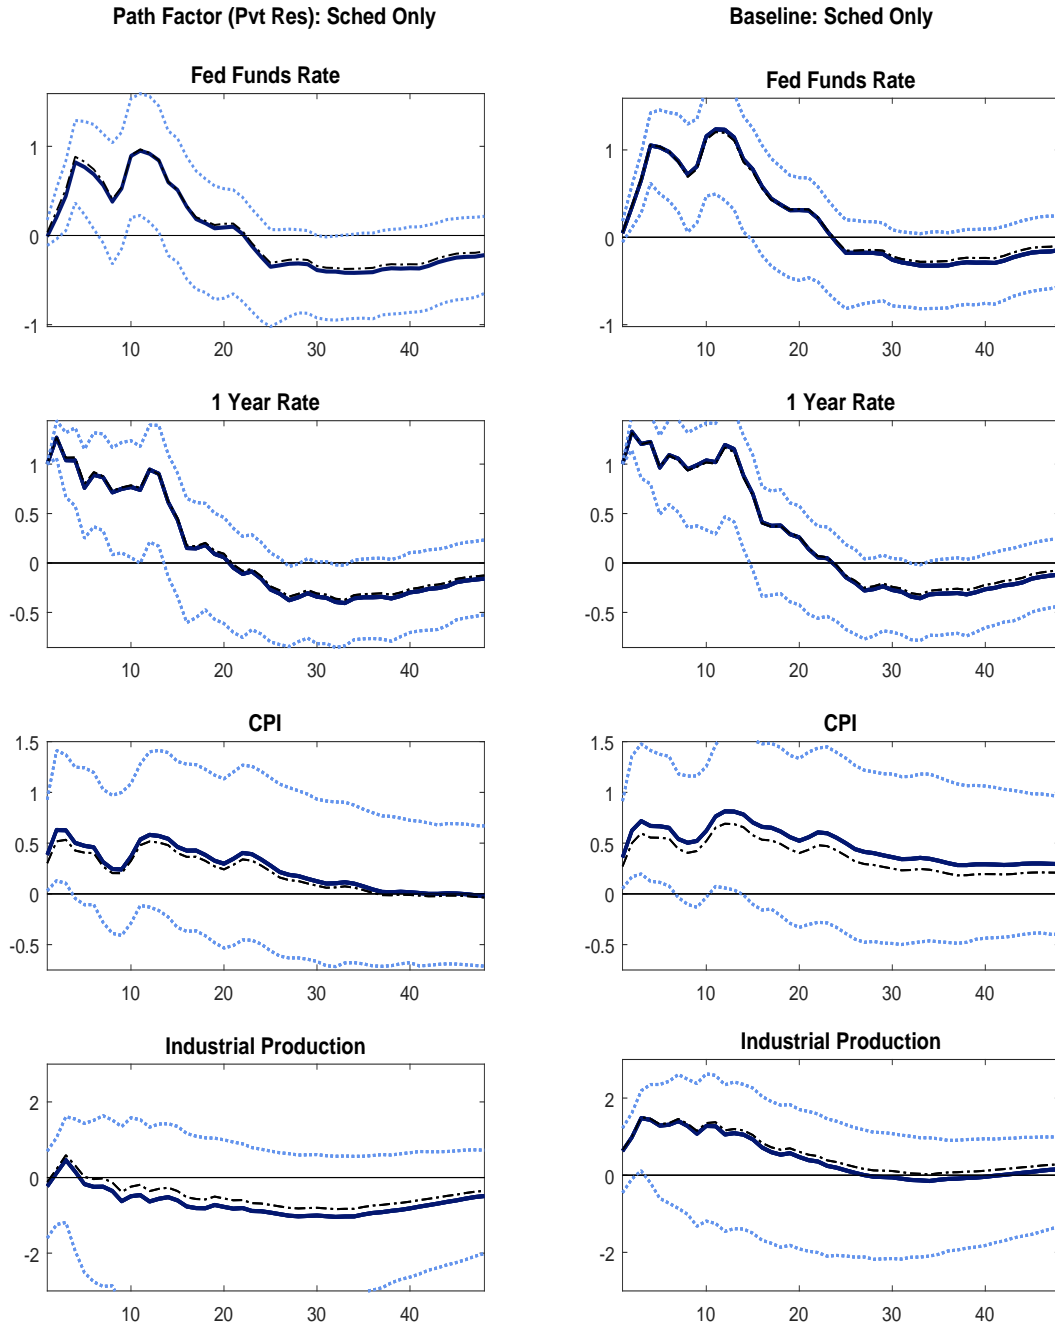 Path Factor (Pvt Res): Sched Only
Baseline: Sched Only
Fed Funds Rate
1
0
-1
10 20 30 40
Fed Funds Rate
1
0
-1
10 20 30 40
1 Year Rate
1
0.5
0
-0.5
10 20 30 40
1 Year Rate
1
0.5
0
-0.5
10 20 30 40
CPI
1.5
1
0.5
0
-0.5
10 20 30 40
CPI
1.5
1
0.5
0
-0.5
10 20 30 40
Industrial Production
2
0
-2
10 20 30 40
Industrial Production
2
0
-2
10 20 30 40